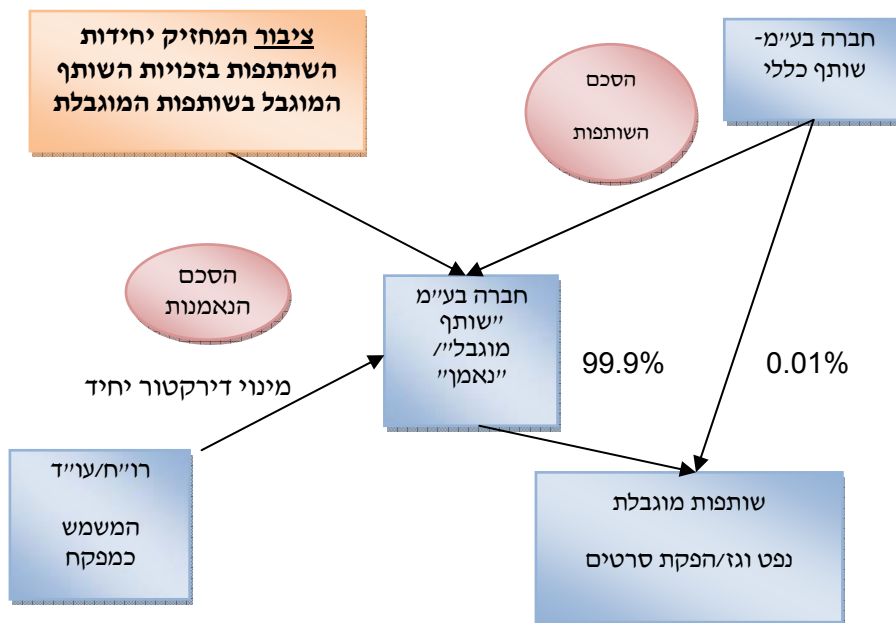 ציבור המחזיק יחידות
השתתפות בזכויות השותף
המוגבל בשותפות המוגבלת
חברה בע״מ-
שותף כללי
הסכם
השותפות
הסכם
הנאמנות
חברה בע״מ
״שותף
מוגבל״/
״נאמן״
99.9%
0.01%
מינוי דירקטור יחיד
רו״ח/עו״ד
המשמש
כמפקח
שותפות מוגבלת
נפט וגז/הפקת סרטים